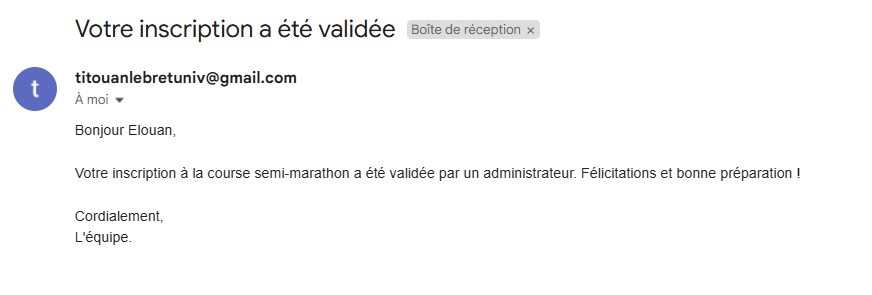 Votre inscription a été validée Boîte de réception ×
t
titouanlebretuniv@gmail.com
À moi
Bonjour Elouan,
Votre inscription à la course semi-marathon a été validée par un administrateur. Félicitations et bonne préparation !
Cordialement,
L'équipe.